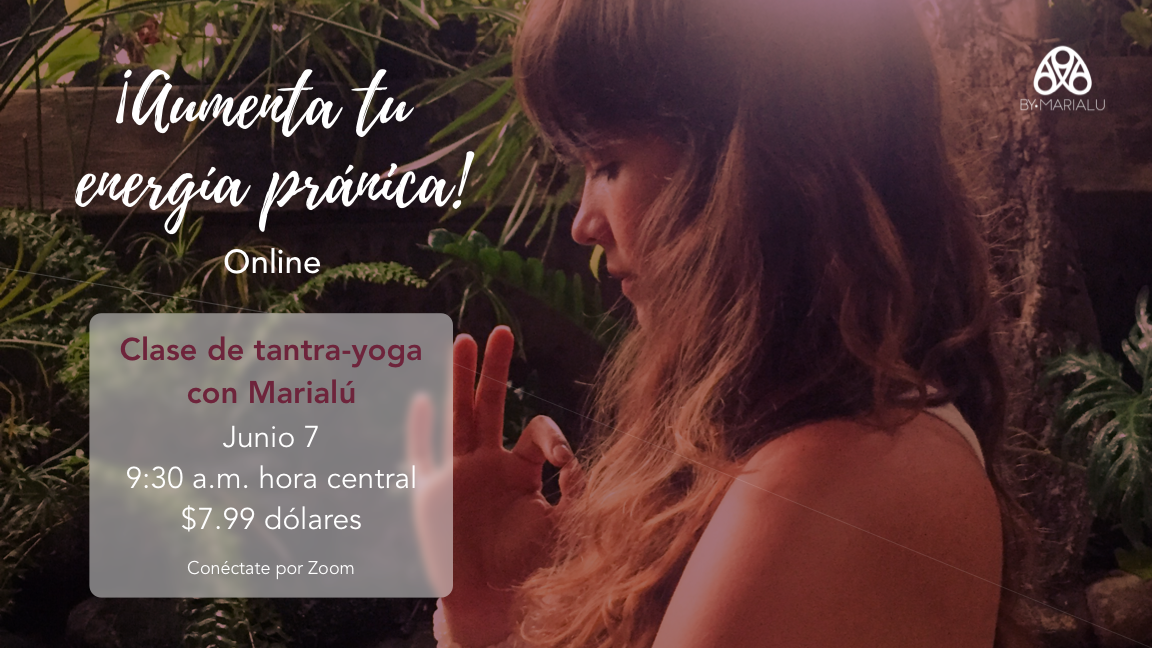 ¡Aumenta tu
energía pránica!
Online
Clase de tantra-yoga
con Marialú
Junio 7
9:30 a.m. hora central
$7.99 dólares
Conéctate por Zoom
BY•MARIALU